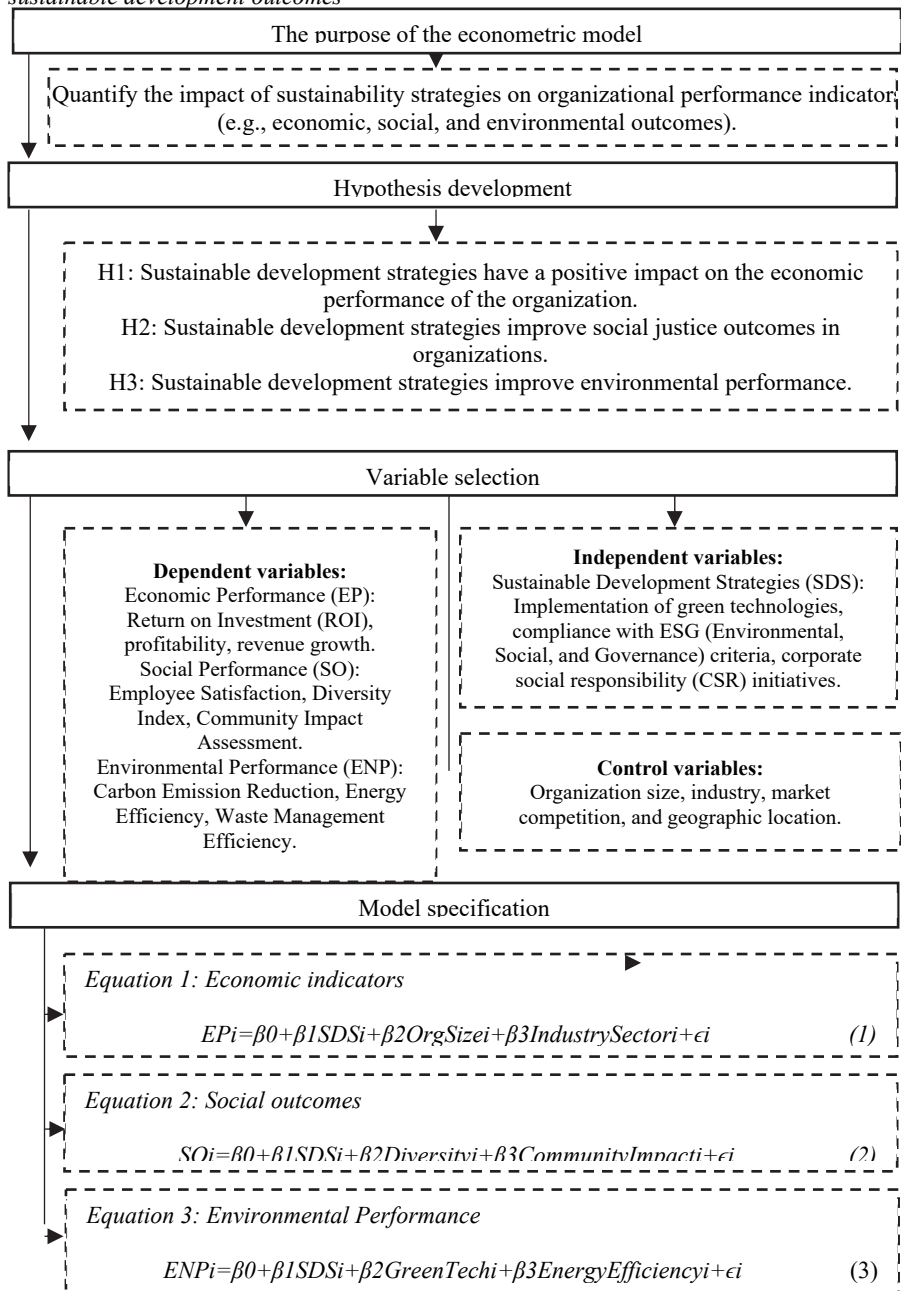 sustainable development outcomes
The purpose of the econometric model
Quantify the impact of sustainability strategies on organizational performance indicators
(e.g., economic, social, and environmental outcomes).
Hypothesis development
H1: Sustainable development strategies have a positive impact on the economic
performance of the organization.
H2: Sustainable development strategies improve social justice outcomes in
organizations.
H3: Sustainable development strategies improve environmental performance.
Variable selection
Dependent variables:
Economic Performance (EP):
Return on Investment (ROI),
profitability, revenue growth.
Social Performance (SO):
Employee Satisfaction, Diversity
Index, Community Impact
Assessment.
Environmental Performance (ENP):
Carbon Emission Reduction, Energy
Efficiency, Waste Management
Efficiency.
Independent variables:
Sustainable Development Strategies (SDS):
Implementation of green technologies,
compliance with ESG (Environmental,
Social, and Governance) criteria, corporate
social responsibility (CSR) initiatives.
Control variables:
Organization size, industry, market
competition, and geographic location.
Model specification
Equation 1: Economic indicators
EPi=β0+β1SDSi+β2OrgSizei+β3IndustrySectori+ϵi (1)
Equation 2: Social outcomes
SOi=β0+β1SDSi+β2Diversityi+β3CommunityImpacti+ϵi (2)
Equation 3: Environmental Performance
ENPi=β0+β1SDSi+β2GreenTechi+β3EnergyEfficiencyi+ϵi (3)